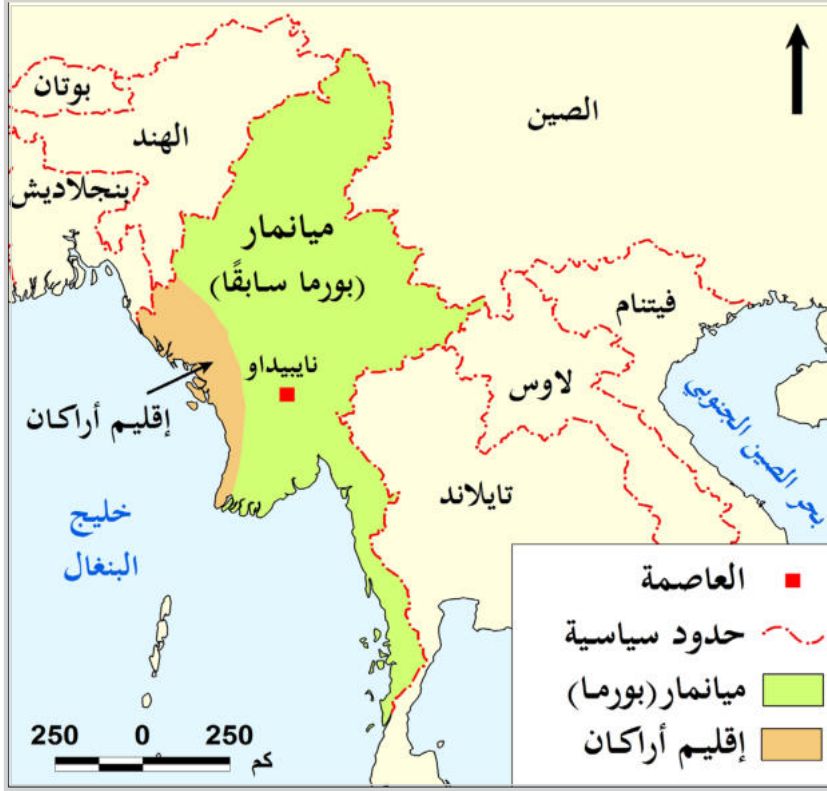 بوتان
الهند
الصين
بنجلاديش
ميانمار
(بورما سابقًا)
فيتنام
نايبيداو
لاوس
إقليم أراكان
بحر الصين الجنوبي
تايلاند
خليج
البنغال
العاصمة
حدود سياسية
ميانمار(بورما)
إقليم أراكان
250 0 250
كم